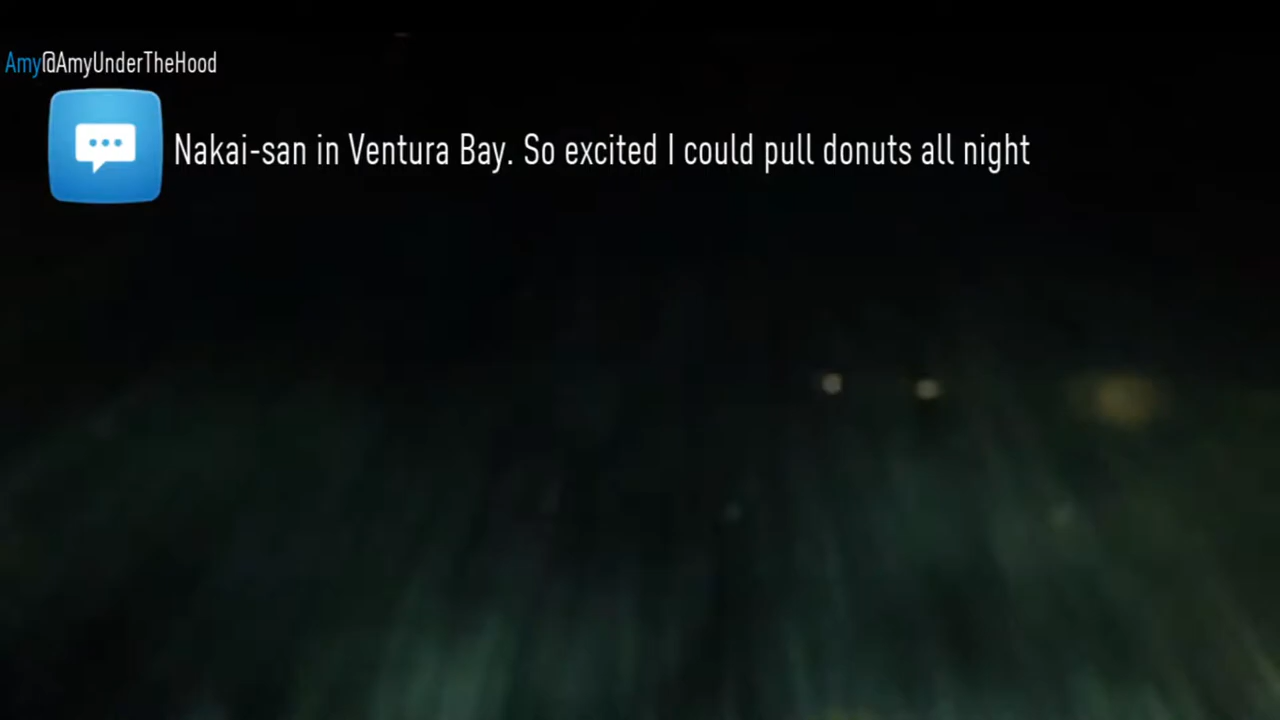 Amy@AmyUnderTheHood
Nakai-san in Ventura Bay. So excited I could pull donuts all night